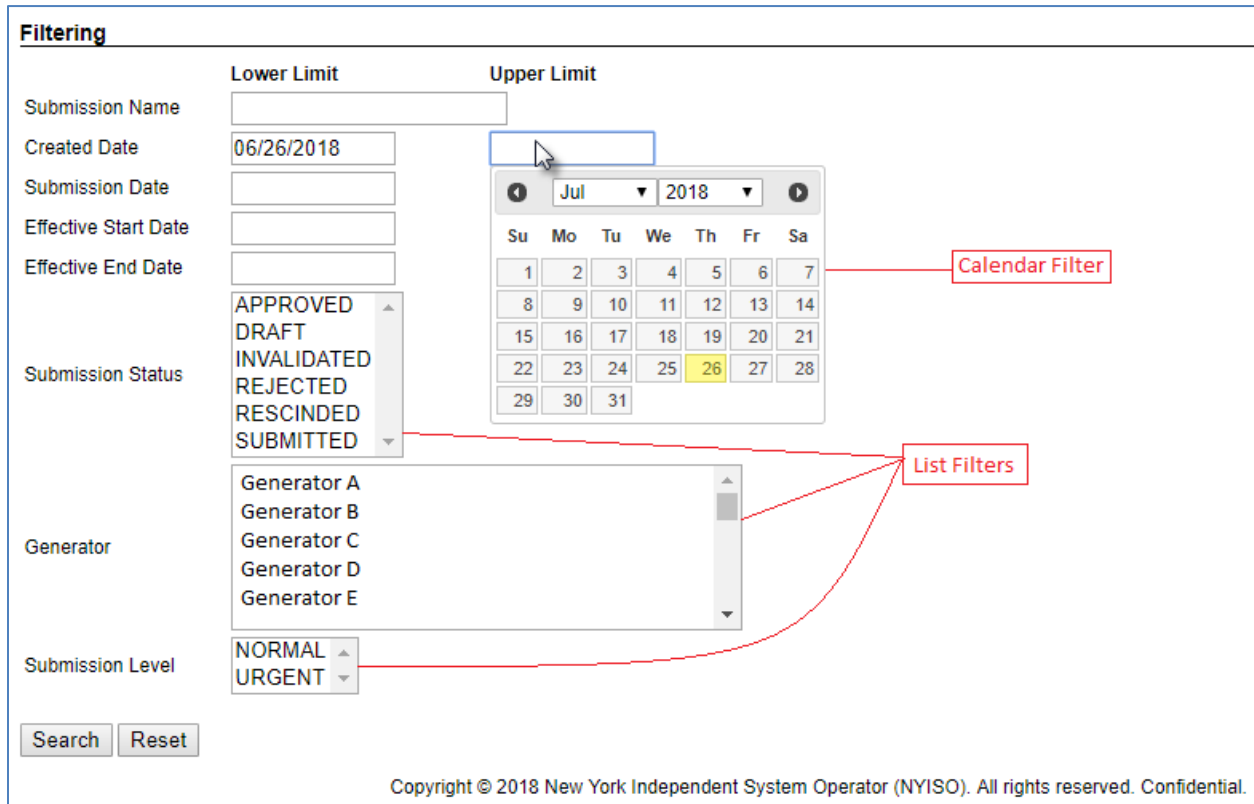 Filtering
Lower Limit Upper Limit
Submission Name
Created Date 06/26/2018
Submission Date
Effective Start Date
Effective End Date
Jul 2018
Su Mo Tu We Th Fr Sa
1 2 3 4 5 6 7
8 9 10 11 12 13 14
15 16 17 18 19 20 21
22 23 24 25 26 27 28
29 30 31
Calendar Filter
Submission Status
APPROVED
DRAFT
INVALIDATED
REJECTED
RESCINDED
SUBMITTED
List Filters
Generator
Generator A
Generator B
Generator C
Generator D
Generator E
Submission Level
NORMAL
URGENT
Search Reset
Copyright © 2018 New York Independent System Operator (NYISO). All rights reserved. Confidential.